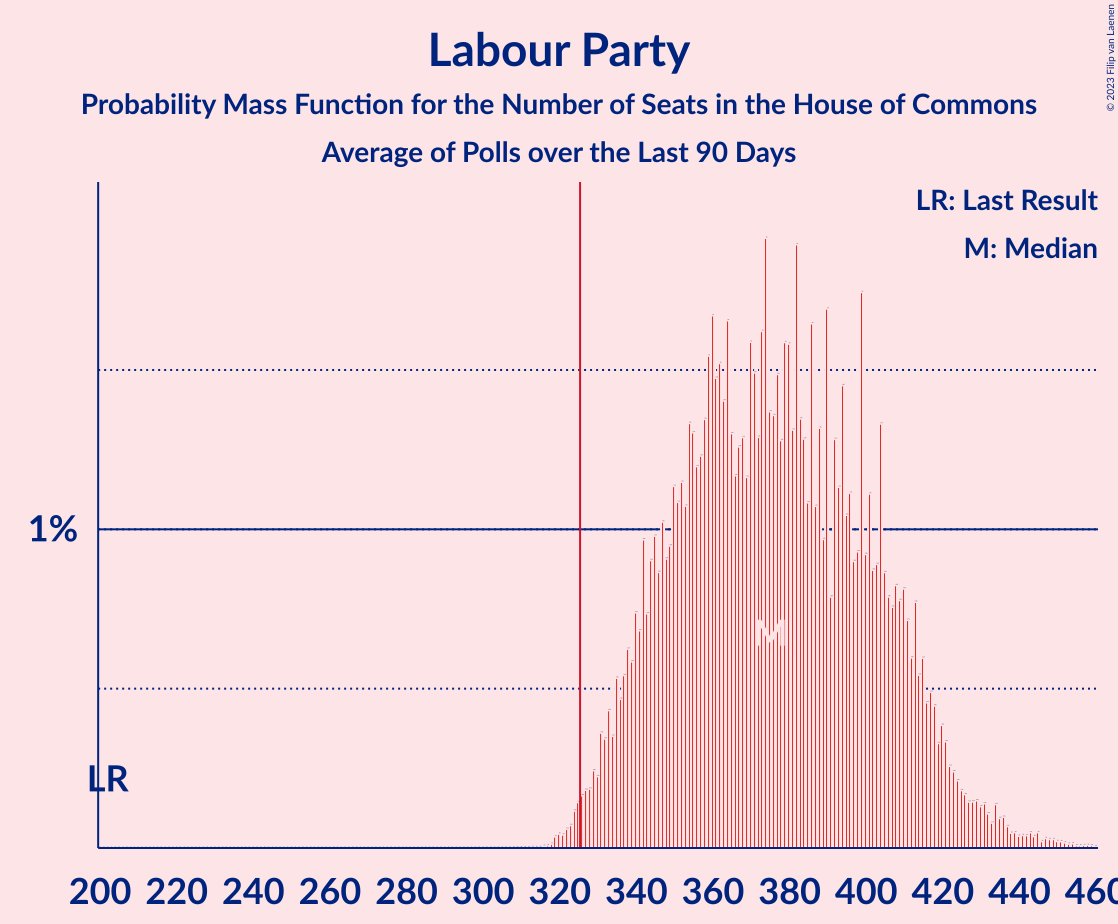 Labour Party
Probability Mass Function for the Number of Seats in the House of Commons
Average of Polls over the Last 90 Days
© 2023 Filip van Laenen
LR: Last Result
M: Median
1%
M
LR
200 220 240 260 280 300 320 340 360 380 400 420 440 460